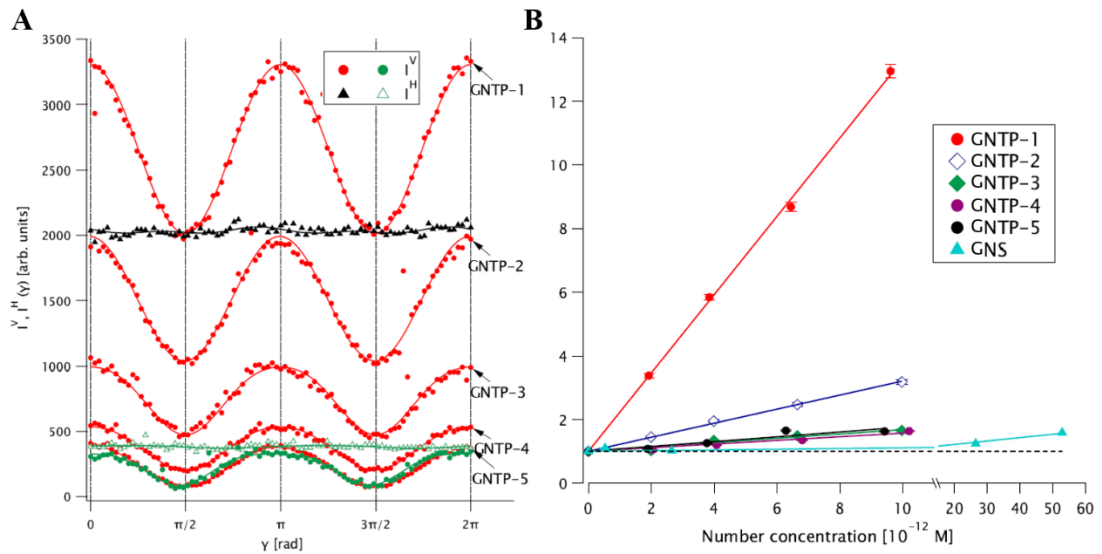 A
I^V, I^H (γ) [arb. units]
3500
3000
2500
2000
1500
1000
500
0
I^V
I^H
GNTP-1
GNTP-2
GNTP-3
GNTP-4
GNTP-5
0
π/2
π
3π/2
2π
γ [rad]
B
14
12
10
8
6
4
2
0
GNTP-1
GNTP-2
GNTP-3
GNTP-4
GNTP-5
GNS
0
2
4
6
8
10
20
30
40
50
60
Number concentration [10^-12 M]